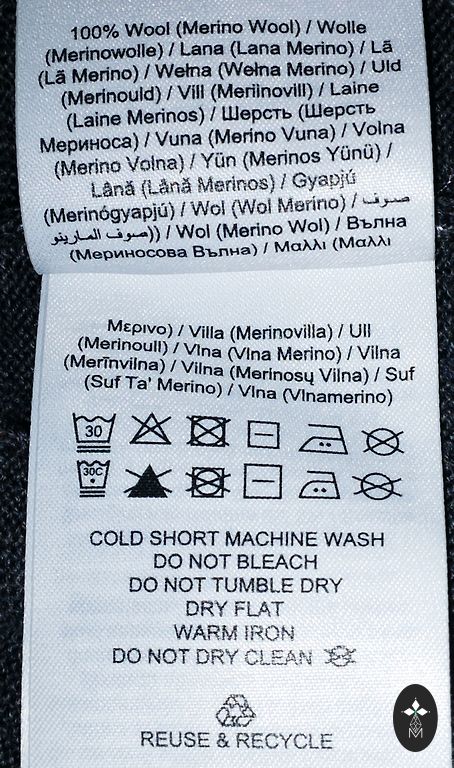 100% Wool (Merino Wool) / Wolle
(Merinowolle) / Lana (Lana Merino) / Lã
(Lã Merino) / Wełna (Wełna Merino) / Uld
(Merinould) / Vill (Meriinovill) / Laine
(Laine Merinos) / Шерсть (Шерсть
Мериноса) / Vuna (Merino Vuna) / Volna
(Merino Volna) / Yün (Merinos Yünü) /
Lână (Lână Merinos) / Gyapjú
(Merinógyapjú) / Wol (Wol Merino) / صوف
(صوف المارينو) / Wol (Merino Wol) / Вълна
(Мериносова Вълна) / Μαλλι (Μαλλι
Μερινο) / Villa (Merinovilla) / Ull
(Merinoull) / Vlna (Vlna Merino) / Vilna
(Merīnvilna) / Vilna (Merinosų Vilna) / Suf
(Suf Ta' Merino) / Vlna (Vlnamerino)
30
30C
COLD SHORT MACHINE WASH
DO NOT BLEACH
DO NOT TUMBLE DRY
DRY FLAT
WARM IRON
DO NOT DRY CLEAN
REUSE & RECYCLE
M